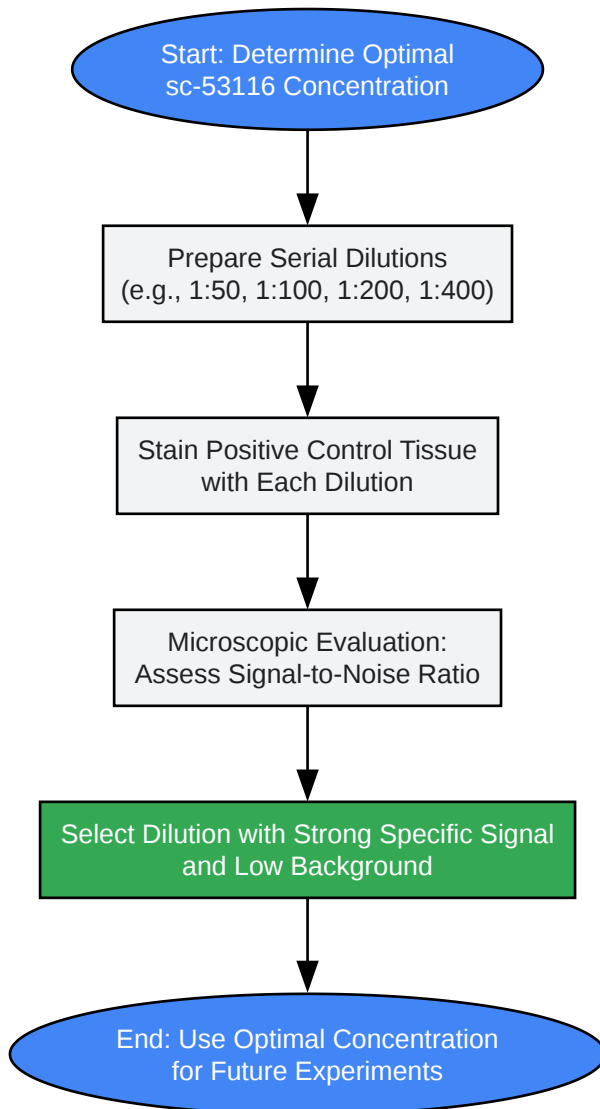 Start: Determine Optimal
sc-53116 Concentration
Prepare Serial Dilutions
(e.g., 1:50, 1:100, 1:200, 1:400)
Stain Positive Control Tissue
with Each Dilution
Microscopic Evaluation:
Assess Signal-to-Noise Ratio
Select Dilution with Strong Specific Signal
and Low Background
End: Use Optimal Concentration
for Future Experiments